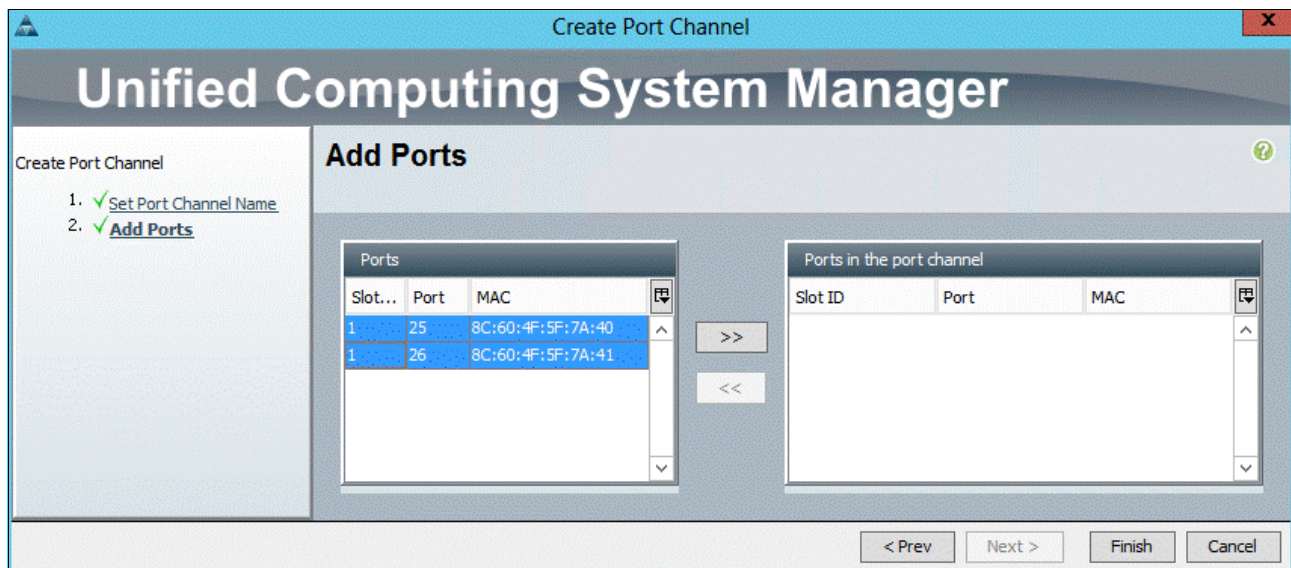 Create Port Channel
X
Unified Computing System Manager
Create Port Channel
1. Set Port Channel Name
2. Add Ports
Add Ports
?
Ports
Slot... Port MAC
1 25 8C:60:4F:5F:7A:40
1 26 8C:60:4F:5F:7A:41
>>
<<
Ports in the port channel
Slot ID Port MAC
< Prev Next > Finish Cancel